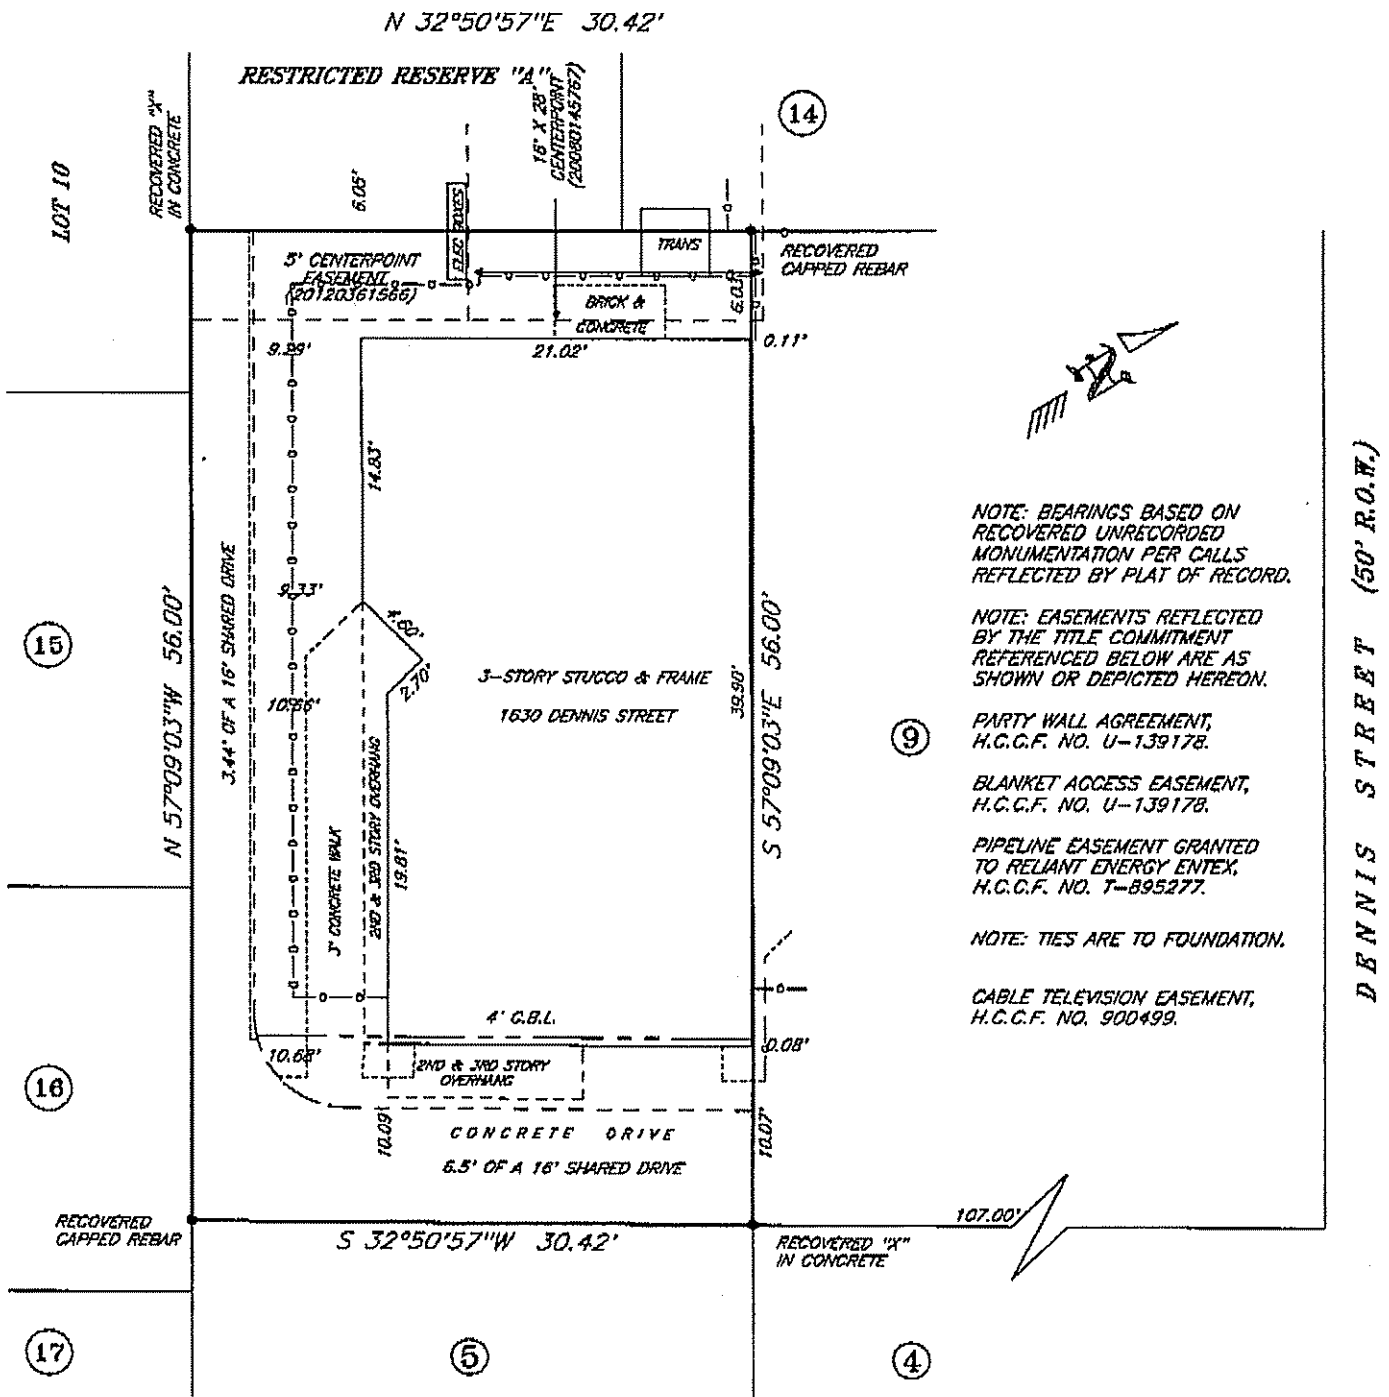 N 32°50'57"E 30.42'
RESTRICTED RESERVE "A"
RECOVERED "X"
IN CONCRETE
LOT 10
6.05'
ELEC BOXES
16' X 28'
CENTERPOINT
(20080145767)
14
TRANS
RECOVERED
CAPPED REBAR
5' CENTERPOINT
EASEMENT
(20120361566)
6.03'
BRICK &
CONCRETE
9.29'
21.02'
0.11'
14.83'
3.44' OF A 16' SHARED DRIVE
N 57°09'03"W 56.00'
9.33'
4.60'
2.70'
10.66'
3-STORY STUCCO & FRAME
1630 DENNIS STREET
39.90'
S 57°09'03"E 56.00'
15
9
3' CONCRETE WALK
2ND & 3RD STORY OVERHANG
19.81'
NOTE: BEARINGS BASED ON
RECOVERED UNRECORDED
MONUMENTATION PER CALLS
REFLECTED BY PLAT OF RECORD.
NOTE: EASEMENTS REFLECTED
BY THE TITLE COMMITMENT
REFERENCED BELOW ARE AS
SHOWN OR DEPICTED HEREON.
PARTY WALL AGREEMENT,
H.C.C.F. NO. U-139178.
BLANKET ACCESS EASEMENT,
H.C.C.F. NO. U-139178.
PIPELINE EASEMENT GRANTED
TO RELIANT ENERGY ENTEX,
H.C.C.F. NO. T-895277.
NOTE: TIES ARE TO FOUNDATION.
CABLE TELEVISION EASEMENT,
H.C.C.F. NO. 900499.
DENNIS STREET (50' R.O.W.)
4' G.B.L.
10.68'
2ND & 3RD STORY
OVERHANG
0.08'
16
10.09'
CONCRETE DRIVE
6.5' OF A 16' SHARED DRIVE
10.07'
RECOVERED
CAPPED REBAR
S 32°50'57"W 30.42'
RECOVERED "X"
IN CONCRETE
107.00'
17
5
4